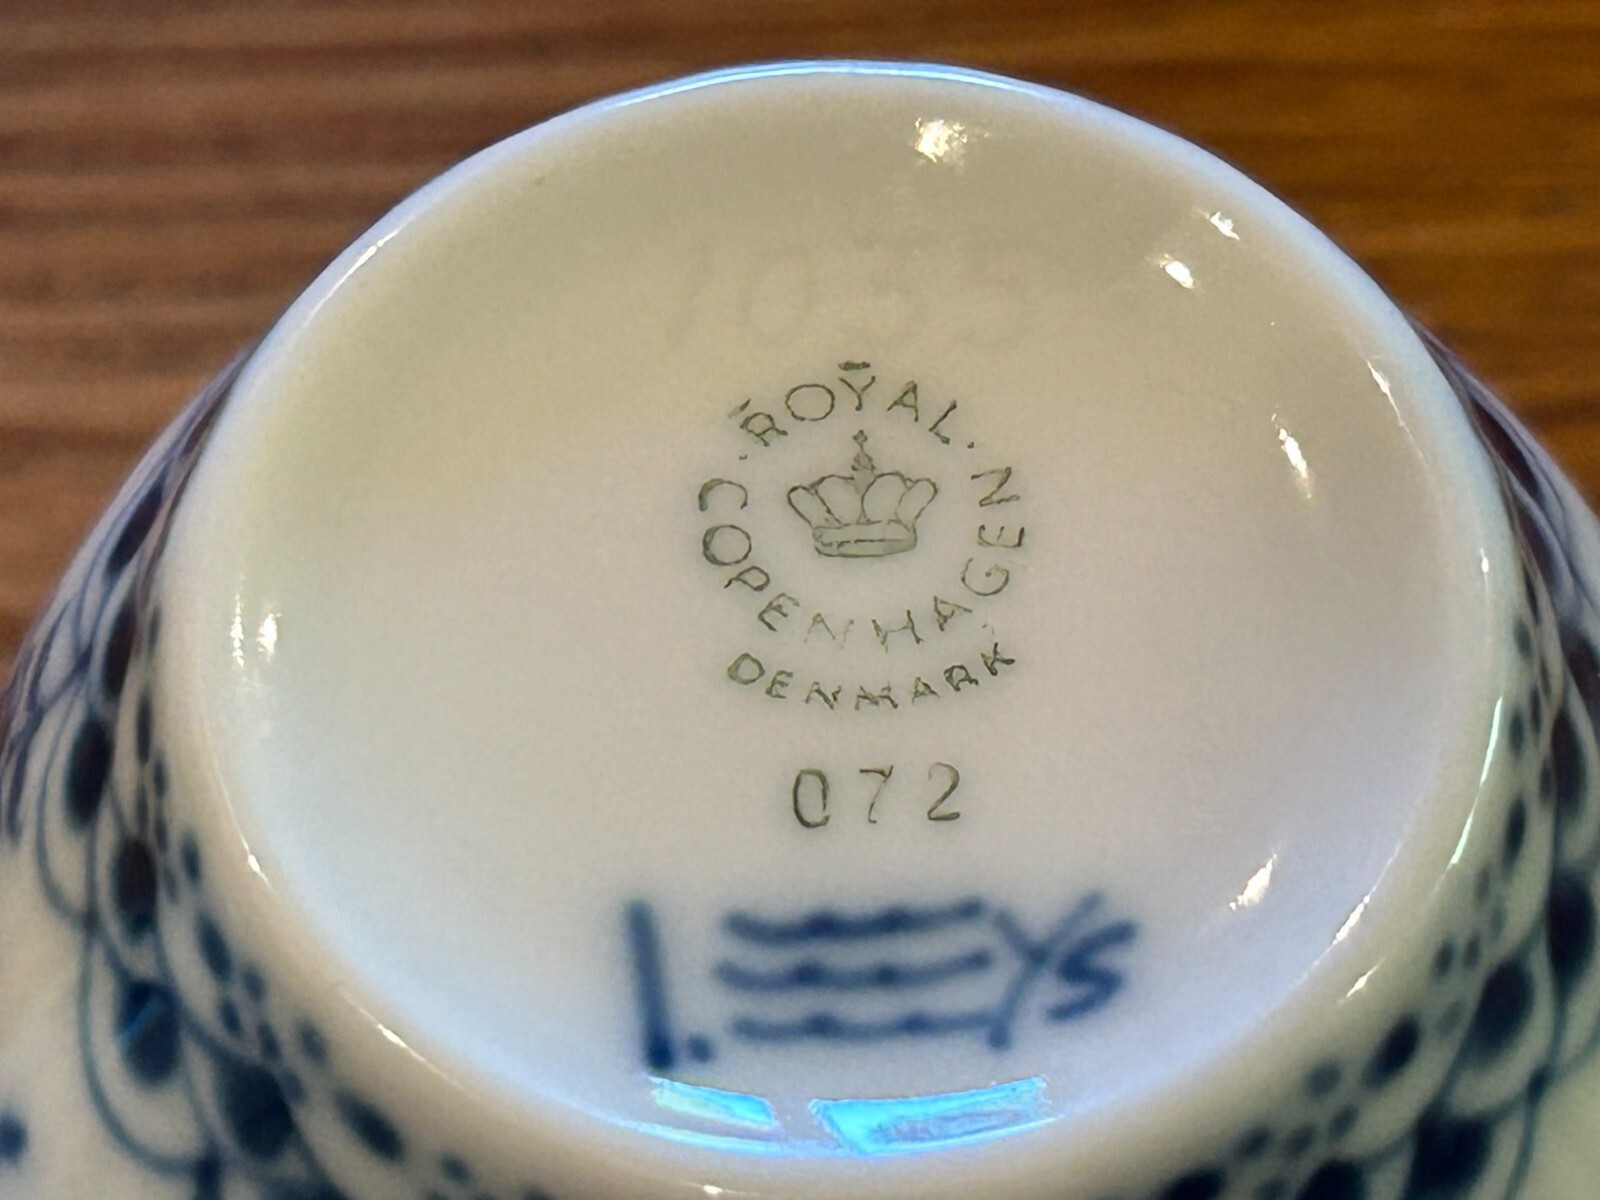 ROYAL
COPENHAGEN
DENMARK
072